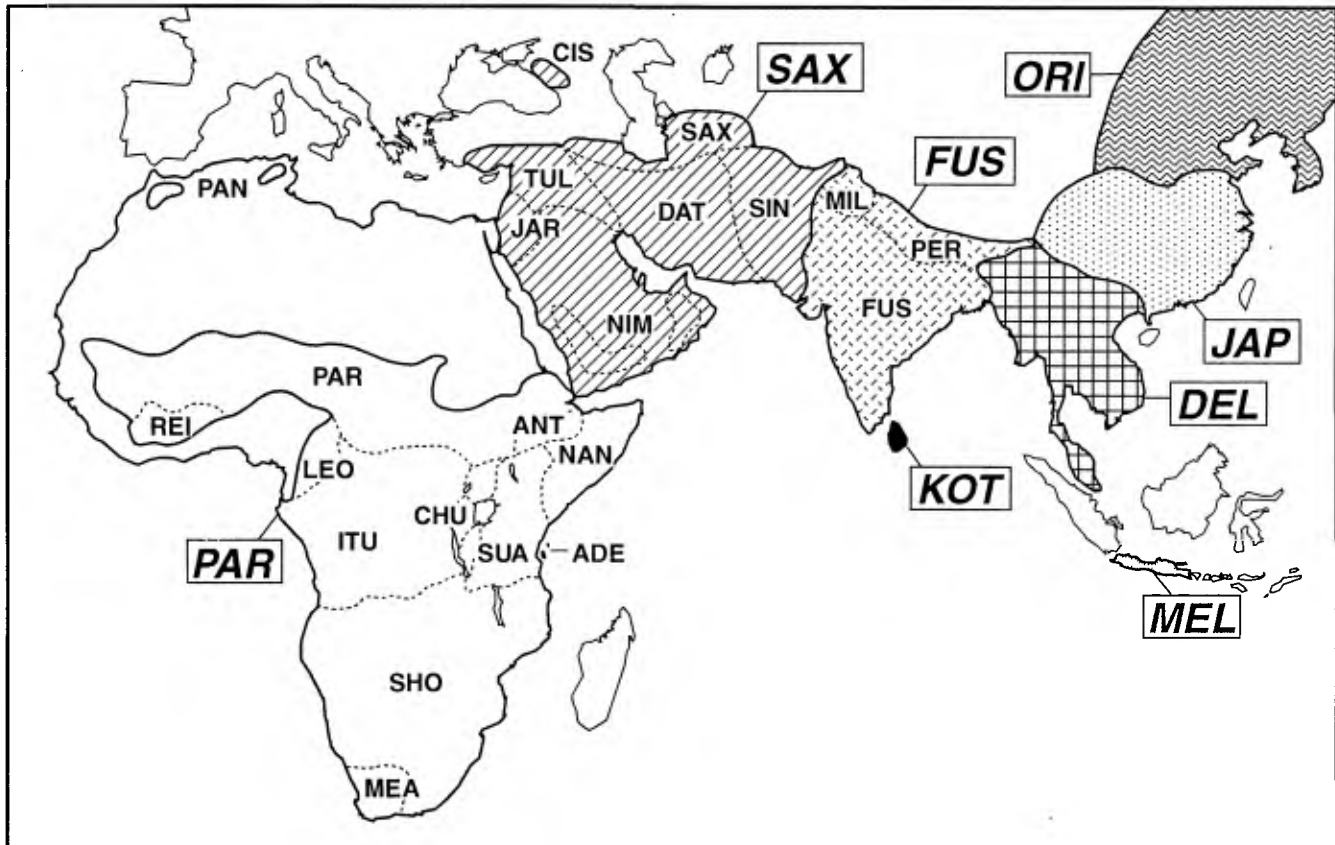 CIS
SAX
ORI
SAX
FUS
PAN
TUL
MIL
JAR
DAT
SIN
PER
NIM
FUS
JAP
PAR
DEL
REI
ANT
LEO
NAN
KOT
CHU
ITU
SUA
ADE
PAR
MEL
SHO
MEA